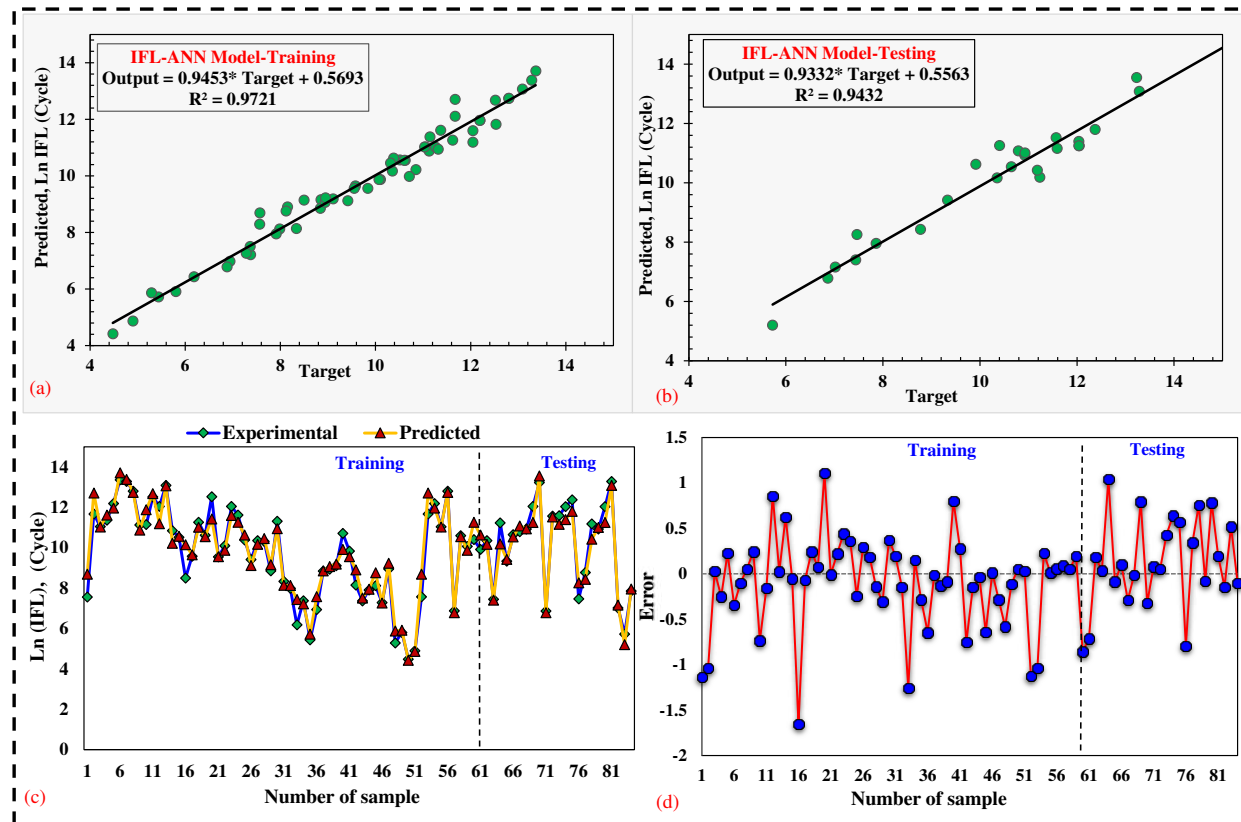 IFL-ANN Model-Training
Output = 0.9453* Target + 0.5693
R² = 0.9721
Predicted, Ln IFL (Cycle)
14
12
10
8
6
4
4 6 8 10 12 14
Target
(a)
IFL-ANN Model-Testing
Output = 0.9332* Target + 0.5563
R² = 0.9432
Predicted, Ln IFL (Cycle)
14
12
10
8
6
4
4 6 8 10 12 14
Target
(b)
Experimental Predicted
Training Testing
Ln (IFL), (Cycle)
14
12
10
8
6
4
2
0
1 6 11 16 21 26 31 36 41 46 51 56 61 66 71 76 81
Number of sample
(c)
Training Testing
Error
1.5
1
0.5
0
-0.5
-1
-1.5
-2
1 6 11 16 21 26 31 36 41 46 51 56 61 66 71 76 81
Number of sample
(d)